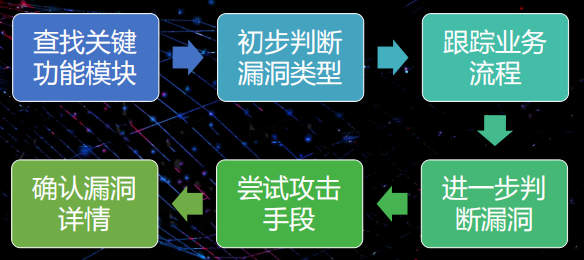 查找关键
功能模块
初步判断
漏洞类型
跟踪业务
流程
进一步判
断漏洞
尝试攻击
手段
确认漏洞
详情